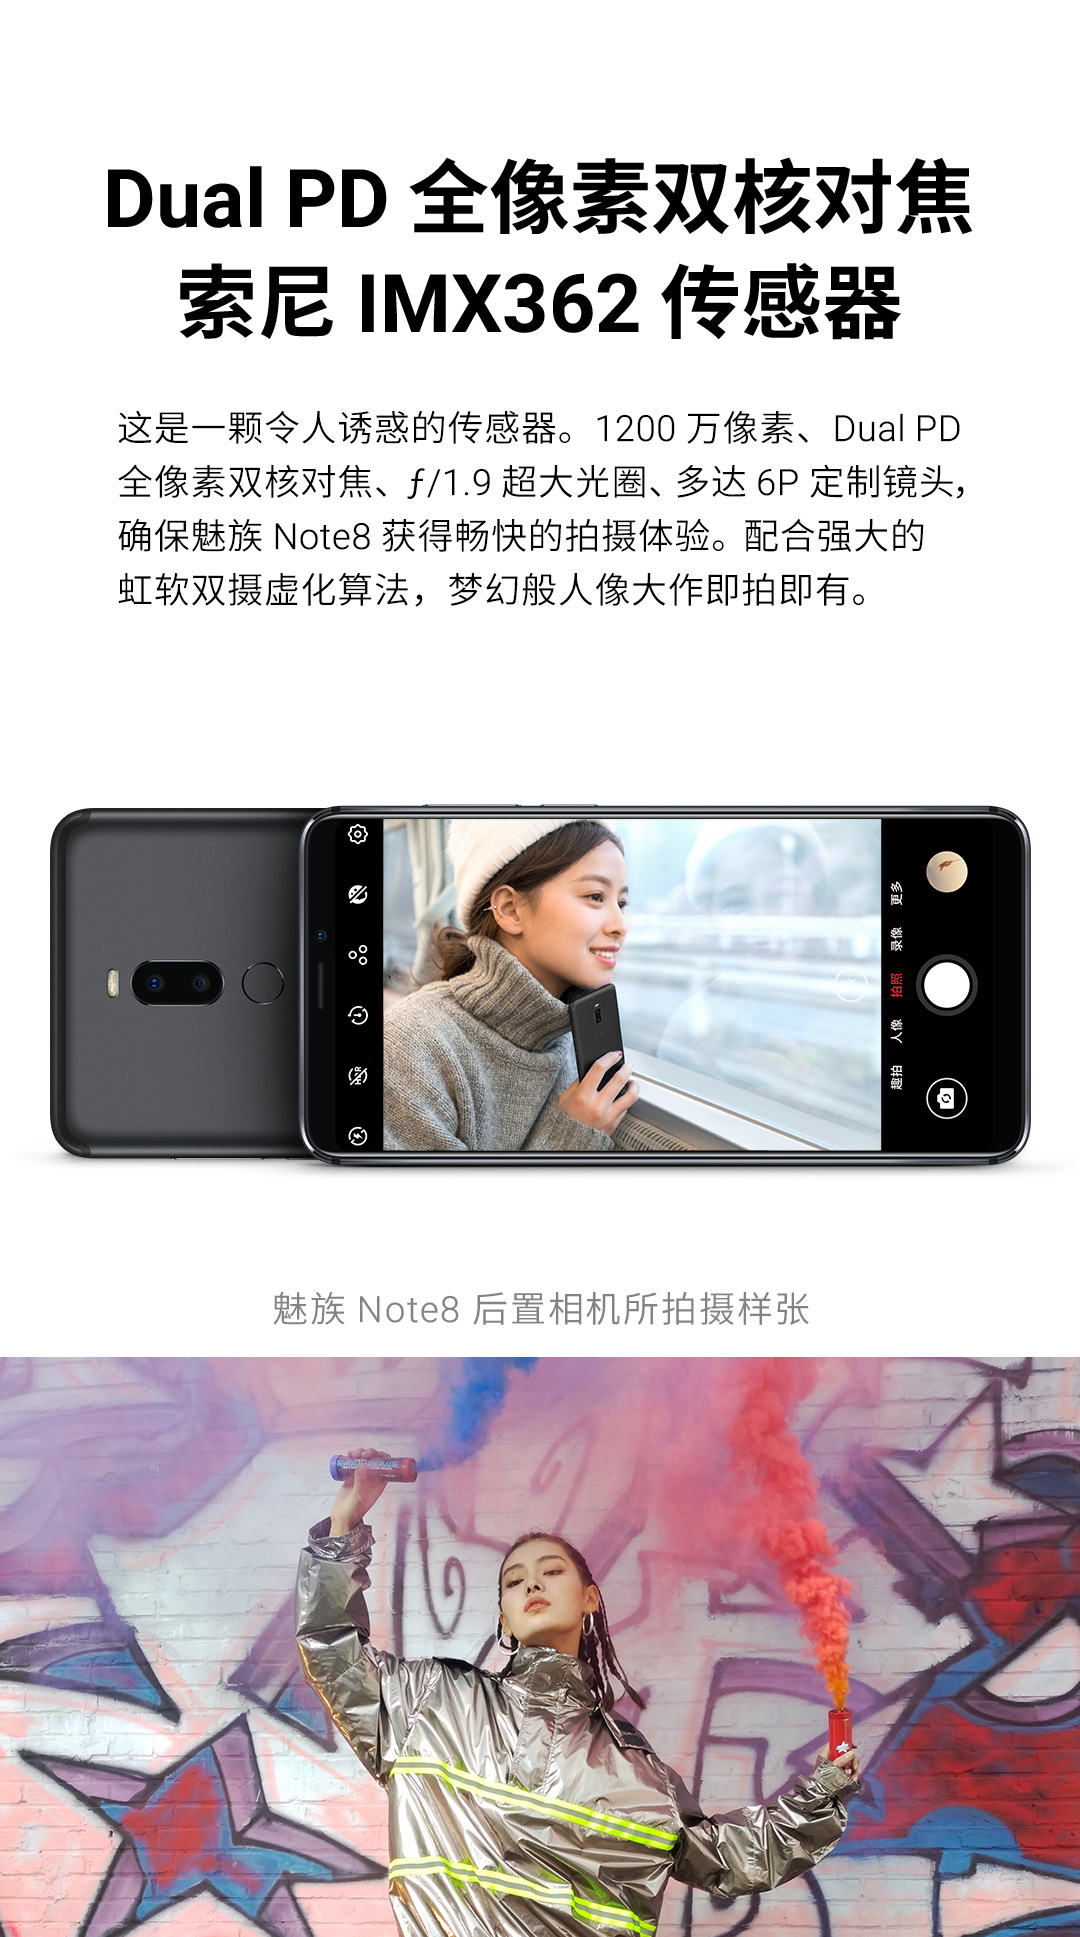 Dual PD 全像素双核对焦
索尼 IMX362 传感器
这是一颗令人诱惑的传感器。1200 万像素、Dual PD
全像素双核对焦、ƒ/1.9 超大光圈、多达 6P 定制镜头,
确保魅族 Note8 获得畅快的拍摄体验。配合强大的
虹软双摄虚化算法，梦幻般人像大作即拍即有。
更多
录像
拍照
人像
趣拍
魅族 Note8 后置相机所拍摄样张